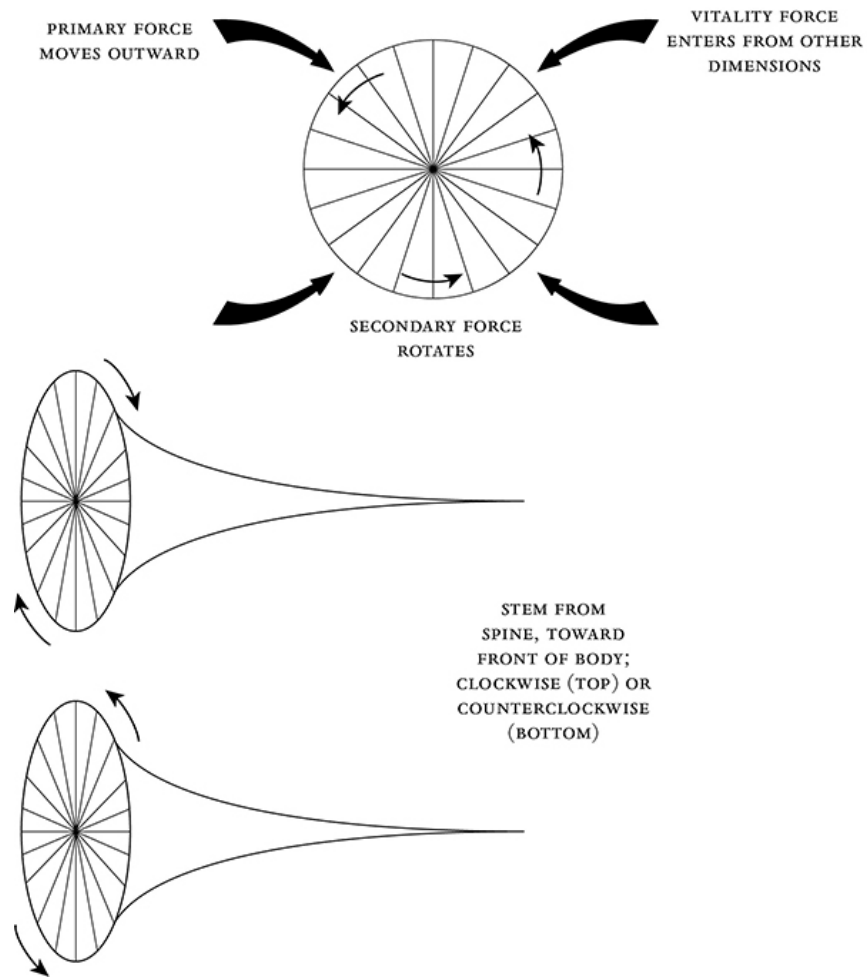 PRIMARY FORCE
MOVES OUTWARD
VITALITY FORCE
ENTERS FROM OTHER
DIMENSIONS
SECONDARY FORCE
ROTATES
STEM FROM
SPINE, TOWARD
FRONT OF BODY;
CLOCKWISE (TOP) OR
COUNTERCLOCKWISE
(BOTTOM)